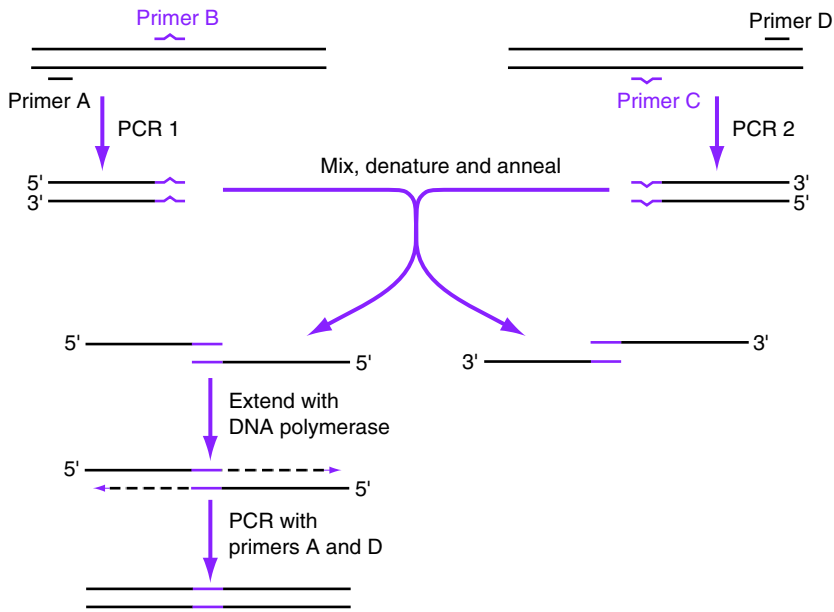 Primer B
Primer D
Primer A
Primer C
PCR 1
PCR 2
Mix, denature and anneal
5'
3'
3'
5'
5'
5'
3'
3'
Extend with
DNA polymerase
5'
5'
PCR with
primers A and D